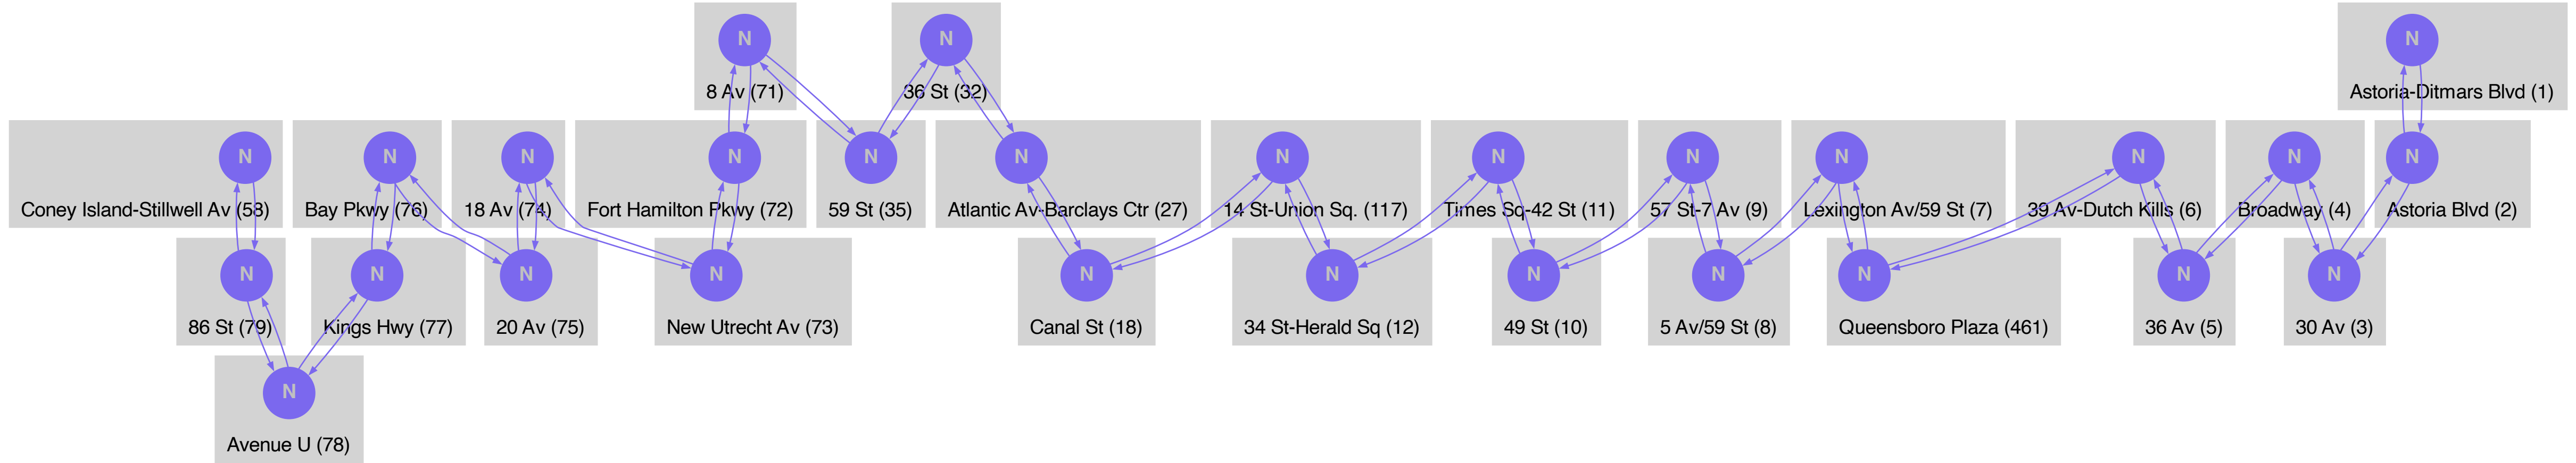 N
8 Av (71)
N
36 St (32)
N
Astoria-Ditmars Blvd (1)
N
Coney Island-Stillwell Av (58)
N
Bay Pkwy (76)
N
18 Av (74)
N
Fort Hamilton Pkwy (72)
N
59 St (35)
N
Atlantic Av-Barclays Ctr (27)
N
14 St-Union Sq. (117)
N
Times Sq-42 St (11)
N
57 St-7 Av (9)
N
Lexington Av/59 St (7)
N
39 Av-Dutch Kills (6)
N
Broadway (4)
N
Astoria Blvd (2)
N
86 St (79)
N
Kings Hwy (77)
N
20 Av (75)
N
New Utrecht Av (73)
N
Canal St (18)
N
34 St-Herald Sq (12)
N
49 St (10)
N
5 Av/59 St (8)
N
Queensboro Plaza (461)
N
36 Av (5)
N
30 Av (3)
N
Avenue U (78)